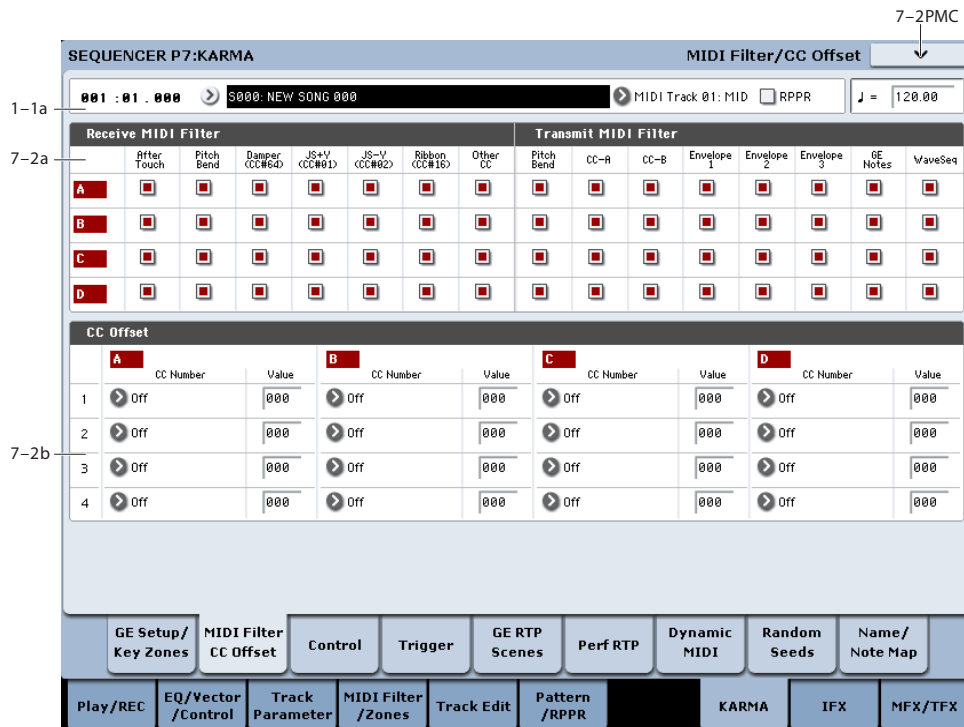 7-2PMC
SEQUENCER P7:KARMA MIDI Filter/CC Offset
1-1a
001 :01 . 000 S000: NEW SONG 000 MIDI Track 01: MID RPPR ♩ = 120.00
Receive MIDI Filter Transmit MIDI Filter
7-2a
After Touch Pitch Bend Damper (CC#64) JS+Y (CC#01) JS-Y (CC#02) Ribbon (CC#16) Other CC Pitch Bend CC-A CC-B Envelope 1 Envelope 2 Envelope 3 GE Notes WaveSeq
A
B
C
D
CC Offset
A B C D
CC Number Value CC Number Value CC Number Value CC Number Value
1 Off 000 Off 000 Off 000 Off 000
2 Off 000 Off 000 Off 000 Off 000
7-2b
3 Off 000 Off 000 Off 000 Off 000
4 Off 000 Off 000 Off 000 Off 000
GE Setup/ Key Zones MIDI Filter CC Offset Control Trigger GE RTP Scenes Perf RTP Dynamic MIDI Random Seeds Name/ Note Map
Play/REC EQ/Vector /Control Track Parameter MIDI Filter /Zones Track Edit Pattern /RPPR KARMA IFX MFX/TFX